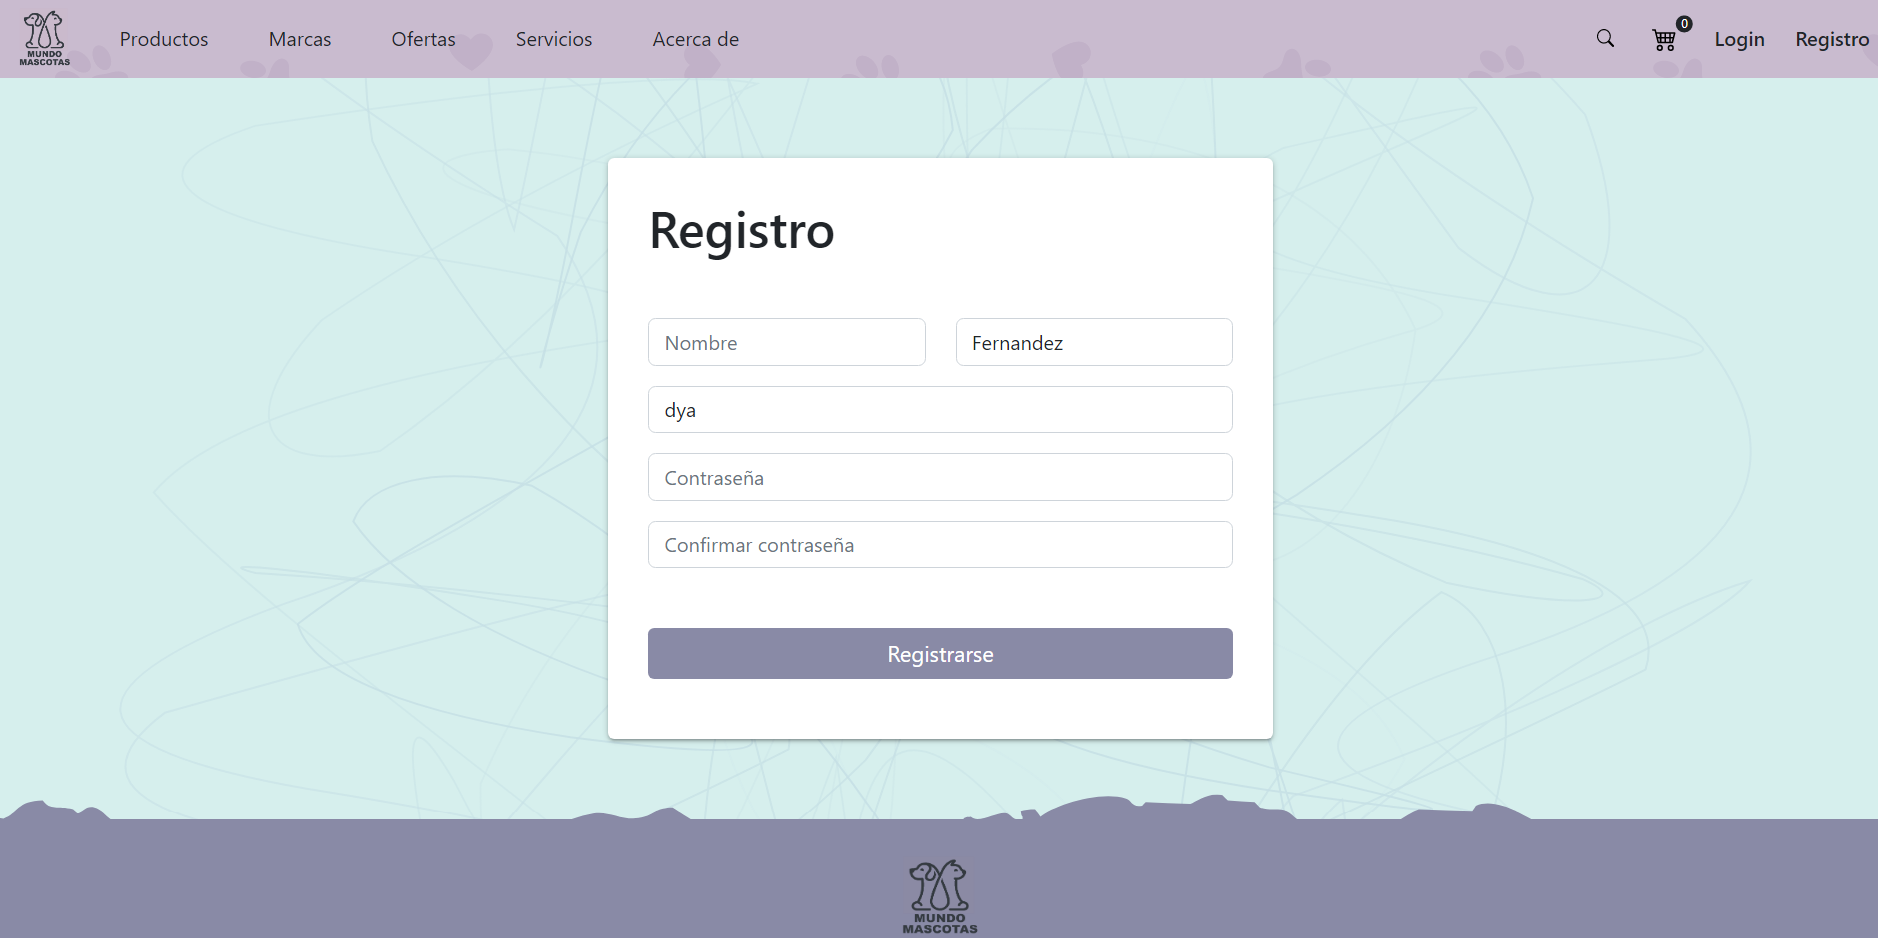 MUNDO
MASCOTAS
Productos
Marcas
Ofertas
Servicios
Acerca de
0
Login
Registro
Registro
Nombre
Fernandez
dya
Contraseña
Confirmar contraseña
Registrarse
MUNDO
MASCOTAS